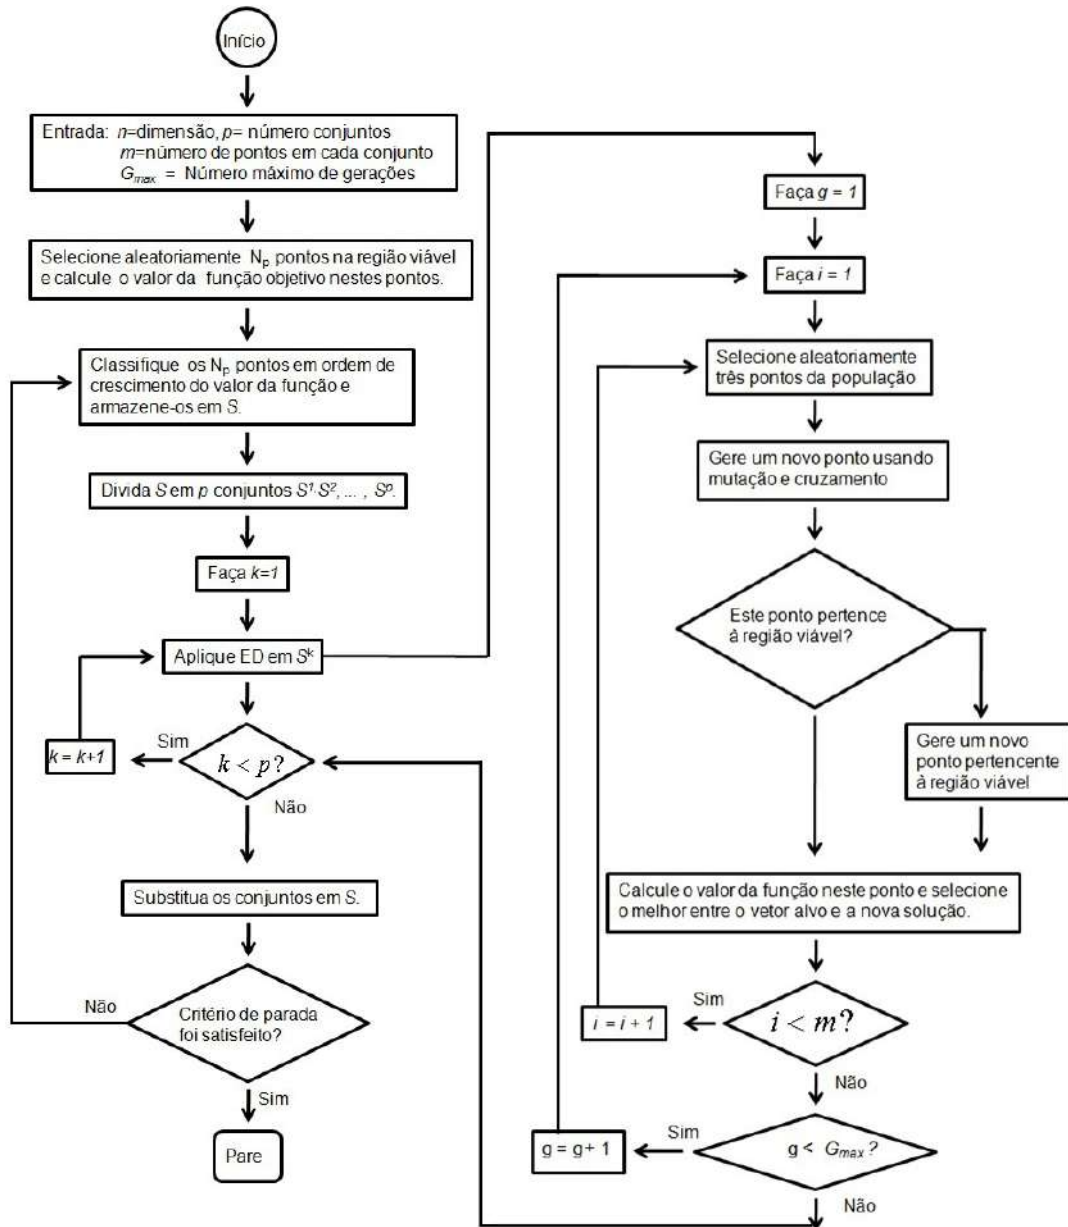 Início
Entrada: n=dimensão, p= número conjuntos
m=número de pontos em cada conjunto
Gmax = Número máximo de gerações
Selecione aleatoriamente Np pontos na região viável
e calcule o valor da função objetivo nestes pontos.
Classifique os Np pontos em ordem de
crescimento do valor da função e
armazene-os em S.
Divida S em p conjuntos S¹,S², ... , Sᵖ.
Faça k=1
Aplique ED em Sᵏ
k < p?
Sim
k = k+1
Não
Substitua os conjuntos em S.
Critério de parada
foi satisfeito?
Não
Sim
Pare
Faça g = 1
Faça i = 1
Selecione aleatoriamente
três pontos da população
Gere um novo ponto usando
mutação e cruzamento
Este ponto pertence
à região viável?
Gere um novo
ponto pertencente
à região viável
Calcule o valor da função neste ponto e selecione
o melhor entre o vetor alvo e a nova solução.
i < m?
Sim
i = i + 1
Não
g < Gmax ?
Sim
g = g+ 1
Não